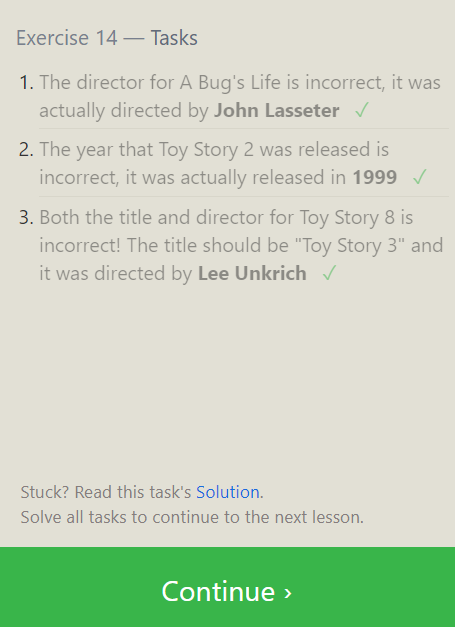 Exercise 14 — Tasks
1. The director for A Bug's Life is incorrect, it was
actually directed by John Lasseter ✓
2. The year that Toy Story 2 was released is
incorrect, it was actually released in 1999 ✓
3. Both the title and director for Toy Story 8 is
incorrect! The title should be "Toy Story 3" and
it was directed by Lee Unkrich ✓
Stuck? Read this task's Solution.
Solve all tasks to continue to the next lesson.
Continue ›